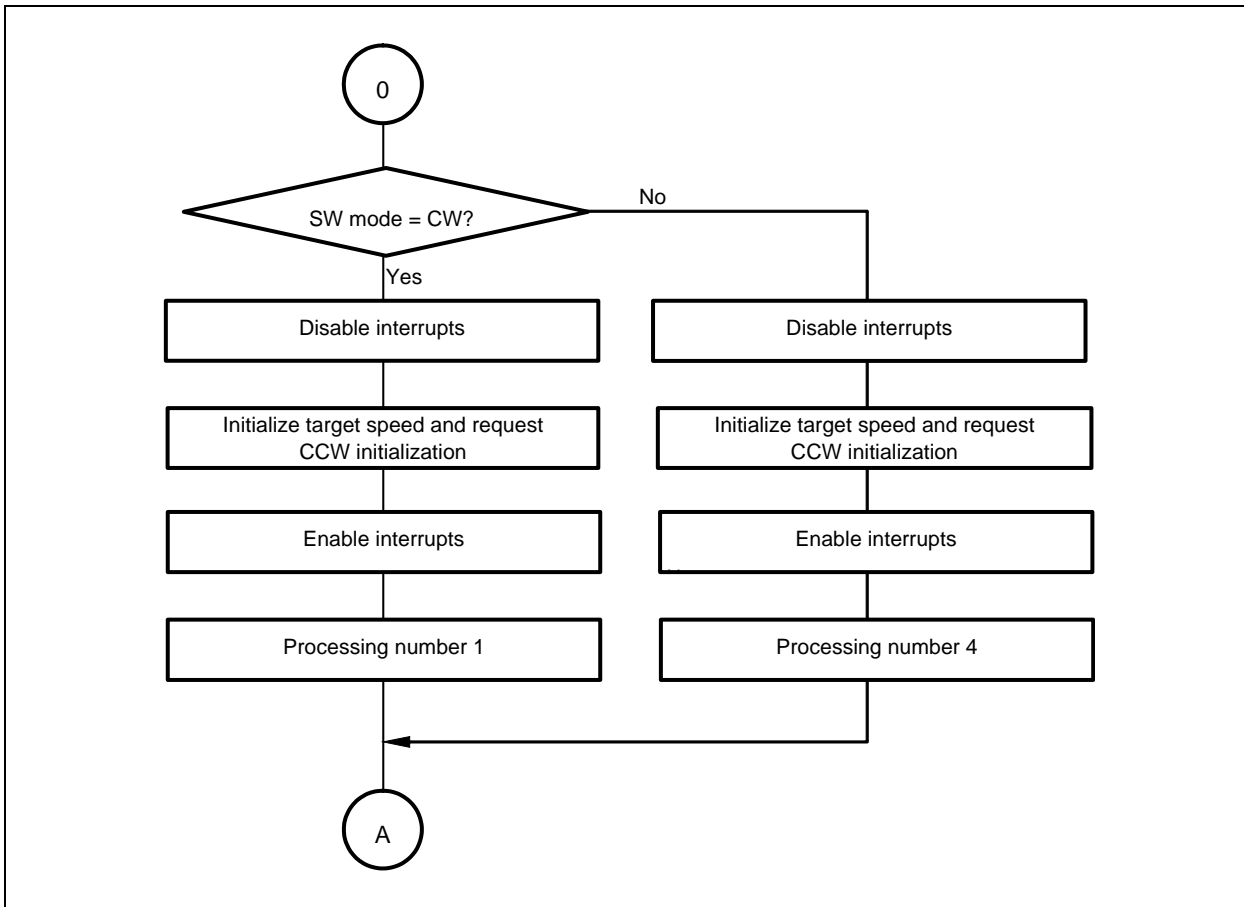 0
SW mode = CW?
No
Yes
Disable interrupts
Disable interrupts
Initialize target speed and request
CCW initialization
Initialize target speed and request
CCW initialization
Enable interrupts
Enable interrupts
Processing number 1
Processing number 4
A